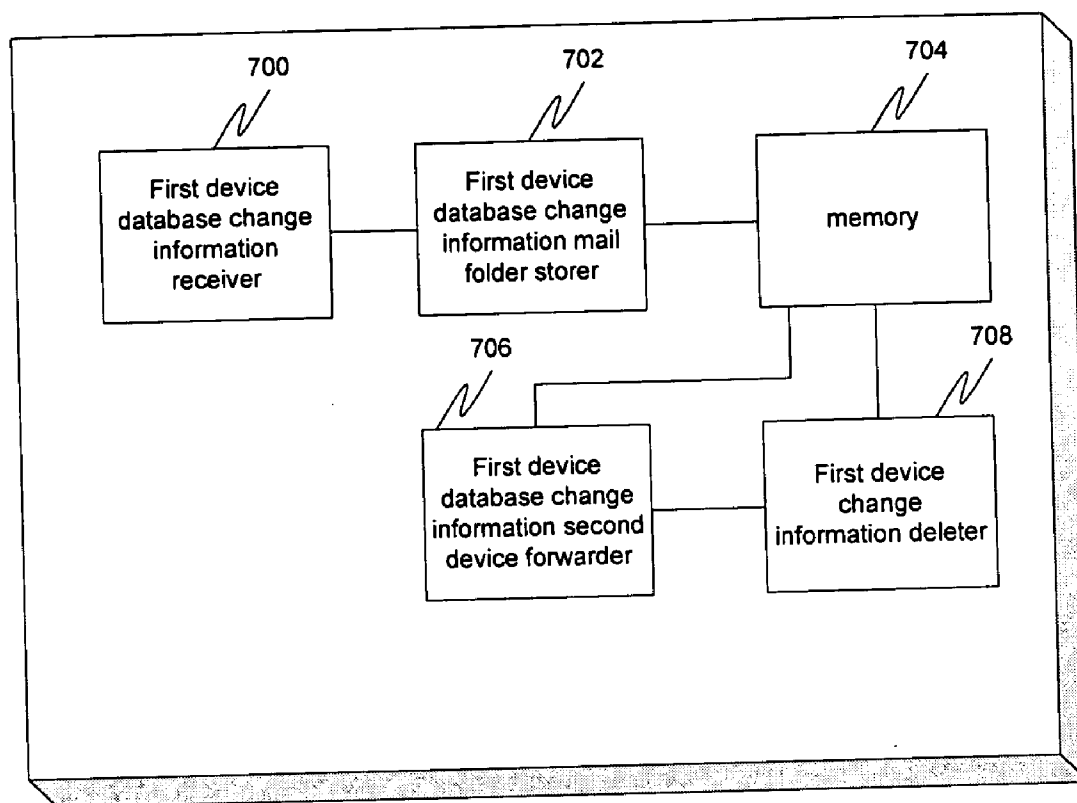 700
702
704
First device
database change
information
receiver
First device
database change
information mail
folder storer
memory
706
708
First device
database change
information second
device forwarder
First device
change
information deleter